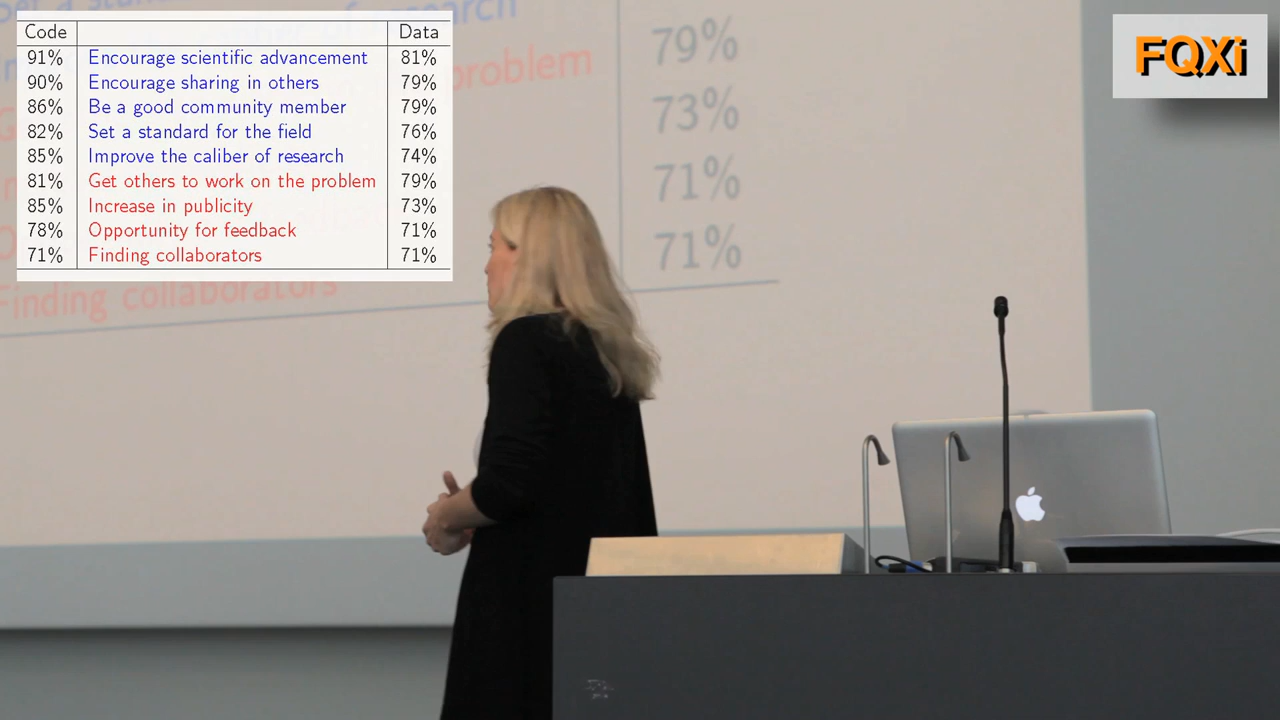 Code Data
91% Encourage scientific advancement 81%
90% Encourage sharing in others 79%
86% Be a good community member 79%
82% Set a standard for the field 76%
85% Improve the caliber of research 74%
81% Get others to work on the problem 79%
85% Increase in publicity 73%
78% Opportunity for feedback 71%
71% Finding collaborators 71%
FQXi
problem 79%
73%
71%
71%
Finding collaborators